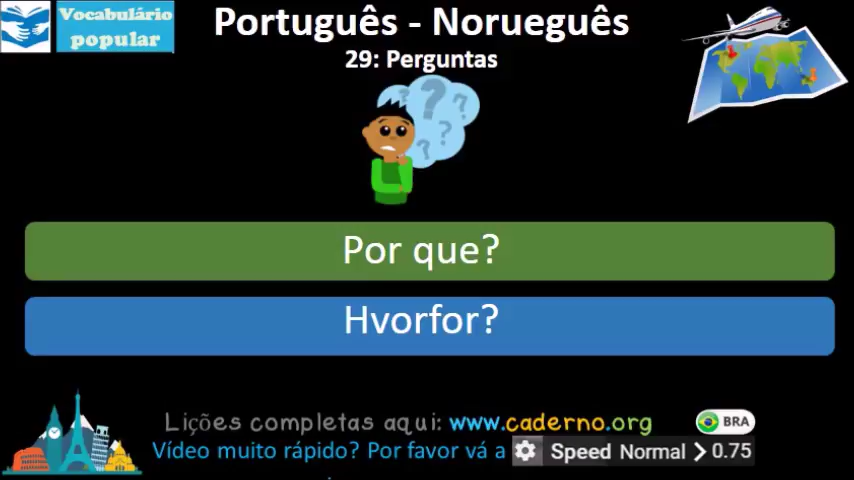 Vocabulário
popular
Português - Norueguês
29: Perguntas
Por que?
Hvorfor?
Lições completas aqui: www.caderno.org
BRA
Vídeo muito rápido? Por favor vá a Speed Normal > 0.75